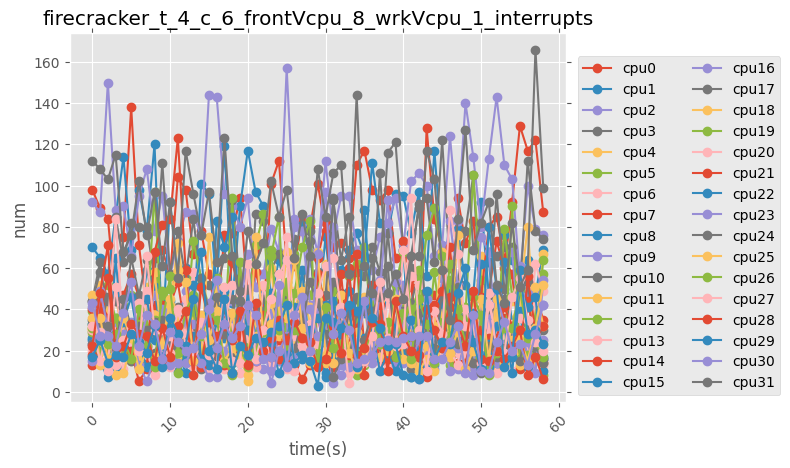 firecracker_t_4_c_6_frontVcpu_8_wrkVcpu_1_interrupts
num
160
140
120
100
80
60
40
20
0
0
10
20
30
40
50
60
time(s)
cpu0
cpu1
cpu2
cpu3
cpu4
cpu5
cpu6
cpu7
cpu8
cpu9
cpu10
cpu11
cpu12
cpu13
cpu14
cpu15
cpu16
cpu17
cpu18
cpu19
cpu20
cpu21
cpu22
cpu23
cpu24
cpu25
cpu26
cpu27
cpu28
cpu29
cpu30
cpu31